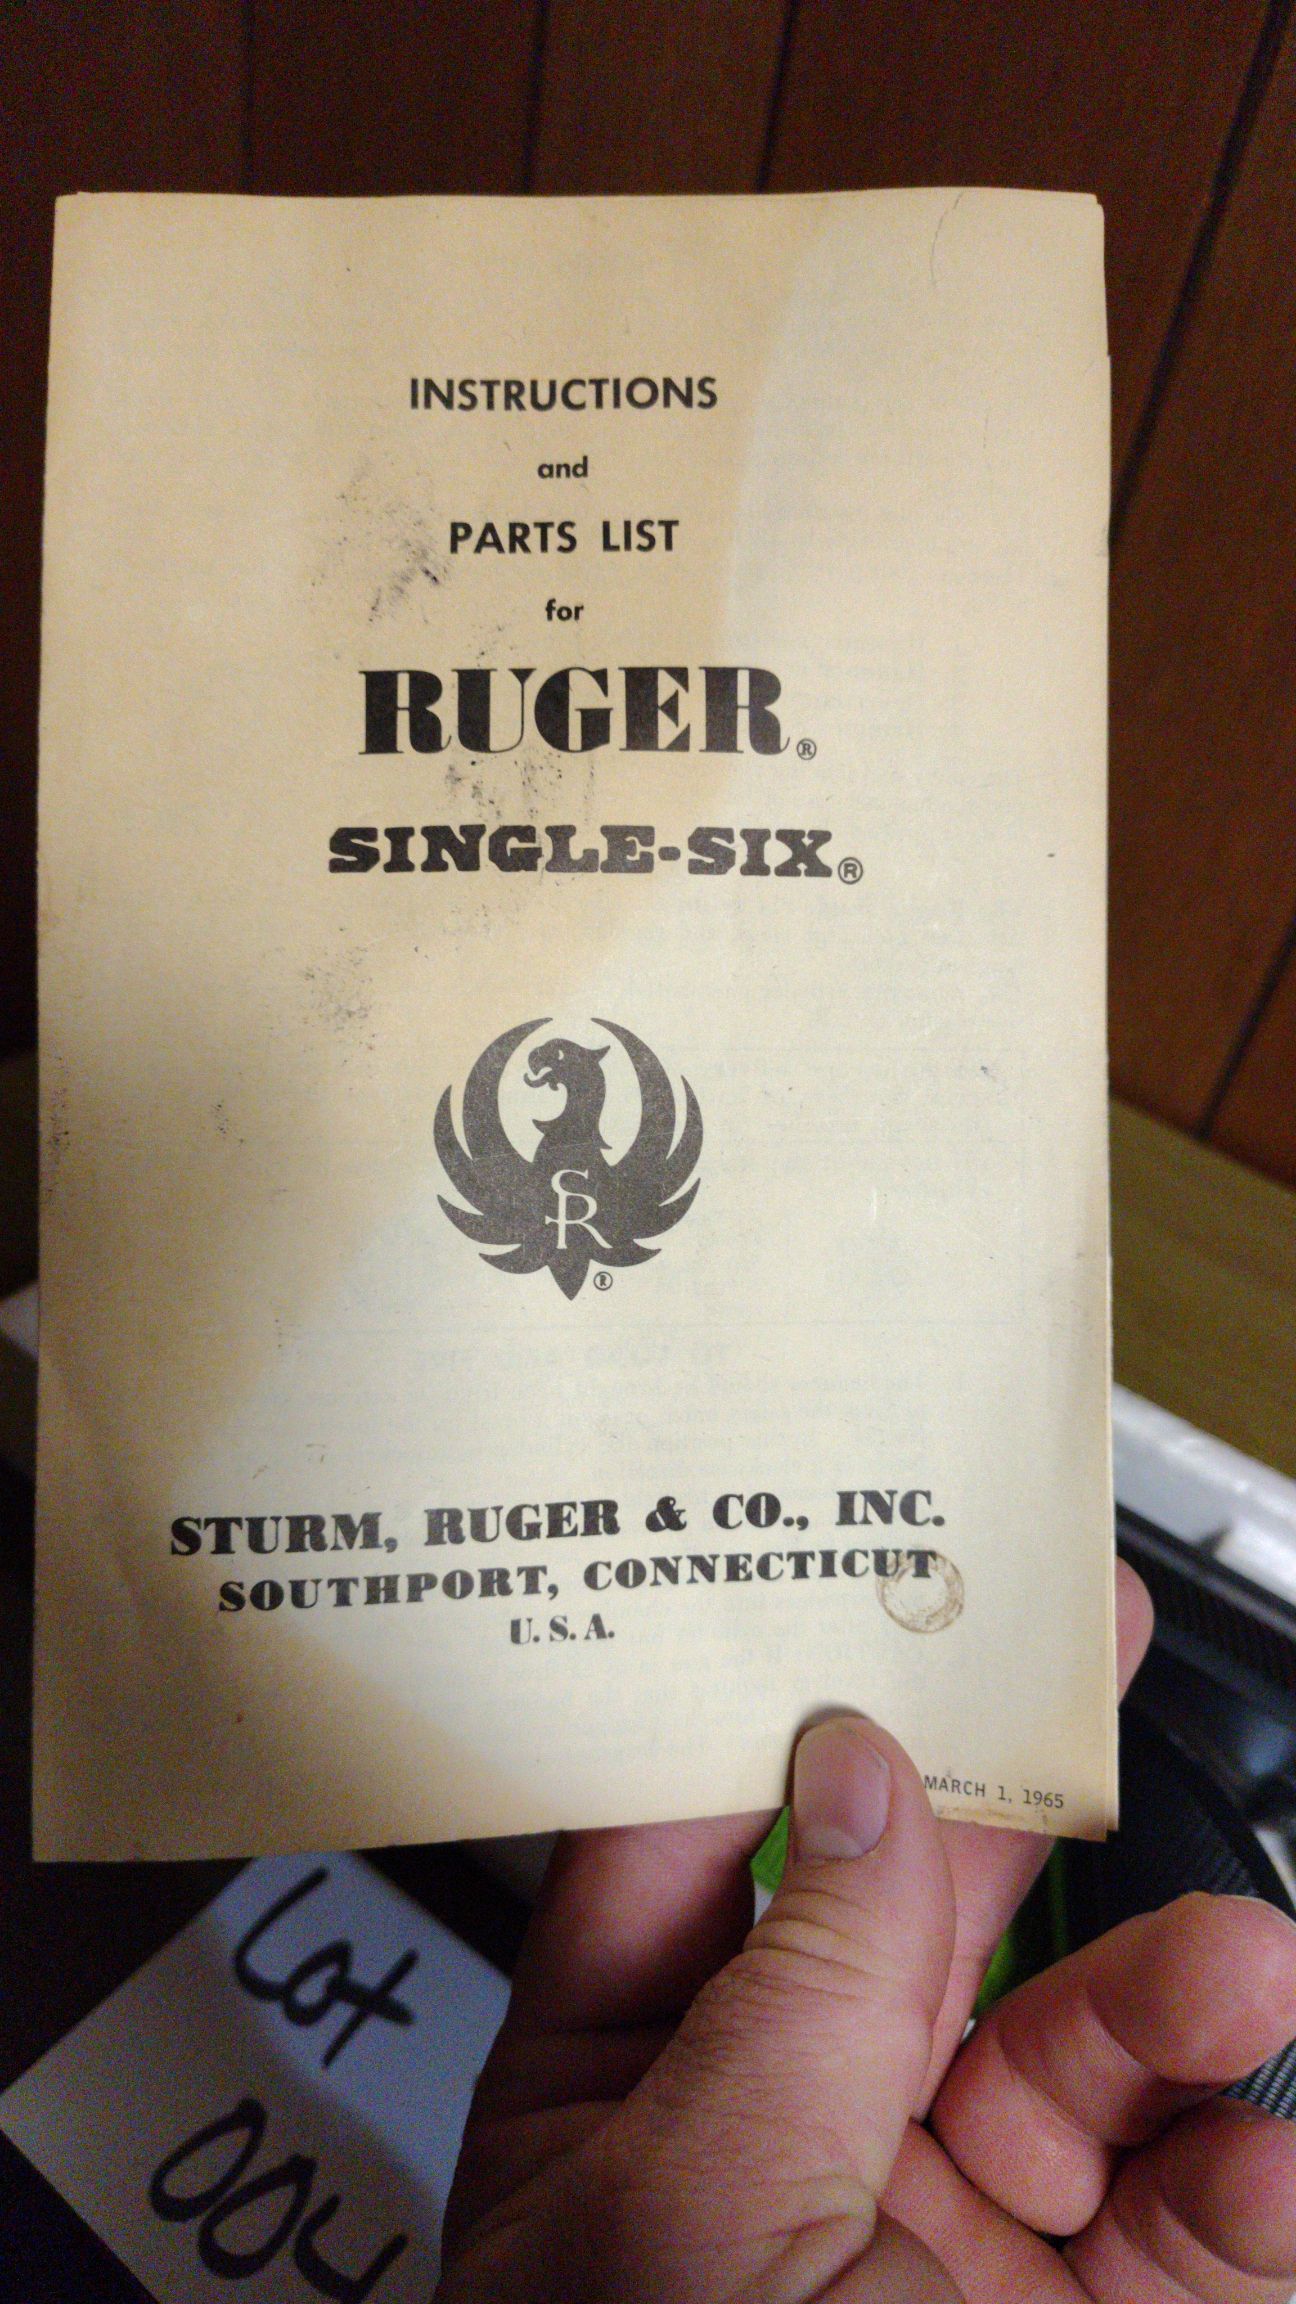 INSTRUCTIONS
and
PARTS LIST
for
RUGER®
SINGLE-SIX®
SR
®
STURM, RUGER & CO., INC.
SOUTHPORT, CONNECTICUT
U. S. A.
MARCH 1, 1965
Lot